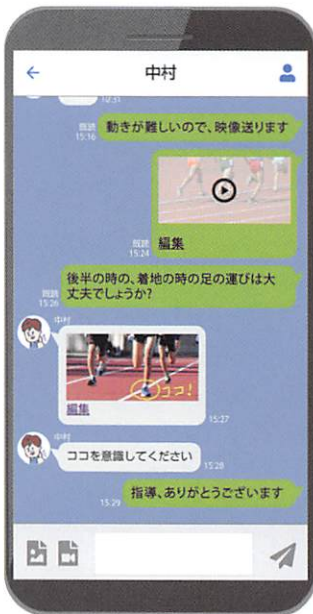 中村
10:31
動きが難しいので、映像送ります
既読
15:16
編集
既読
15:24
後半の時の、着地の時の足の運びは大
丈夫でしょうか?
既読
15:26
中村
ココ!
編集
15:27
中村
ココを意識してください
15:28
指導、ありがとうございます
15:29